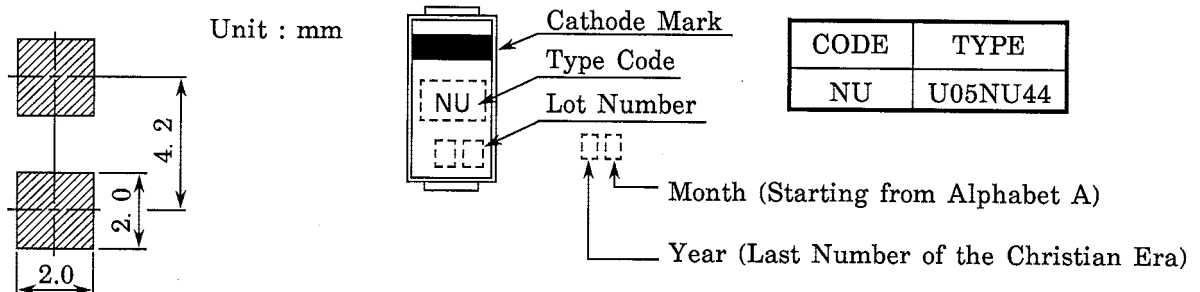 Unit : mm
4. 2
2. 0
2.0
Cathode Mark
Type Code
Lot Number
NU
Month (Starting from Alphabet A)
Year (Last Number of the Christian Era)
CODE TYPE
NU U05NU44